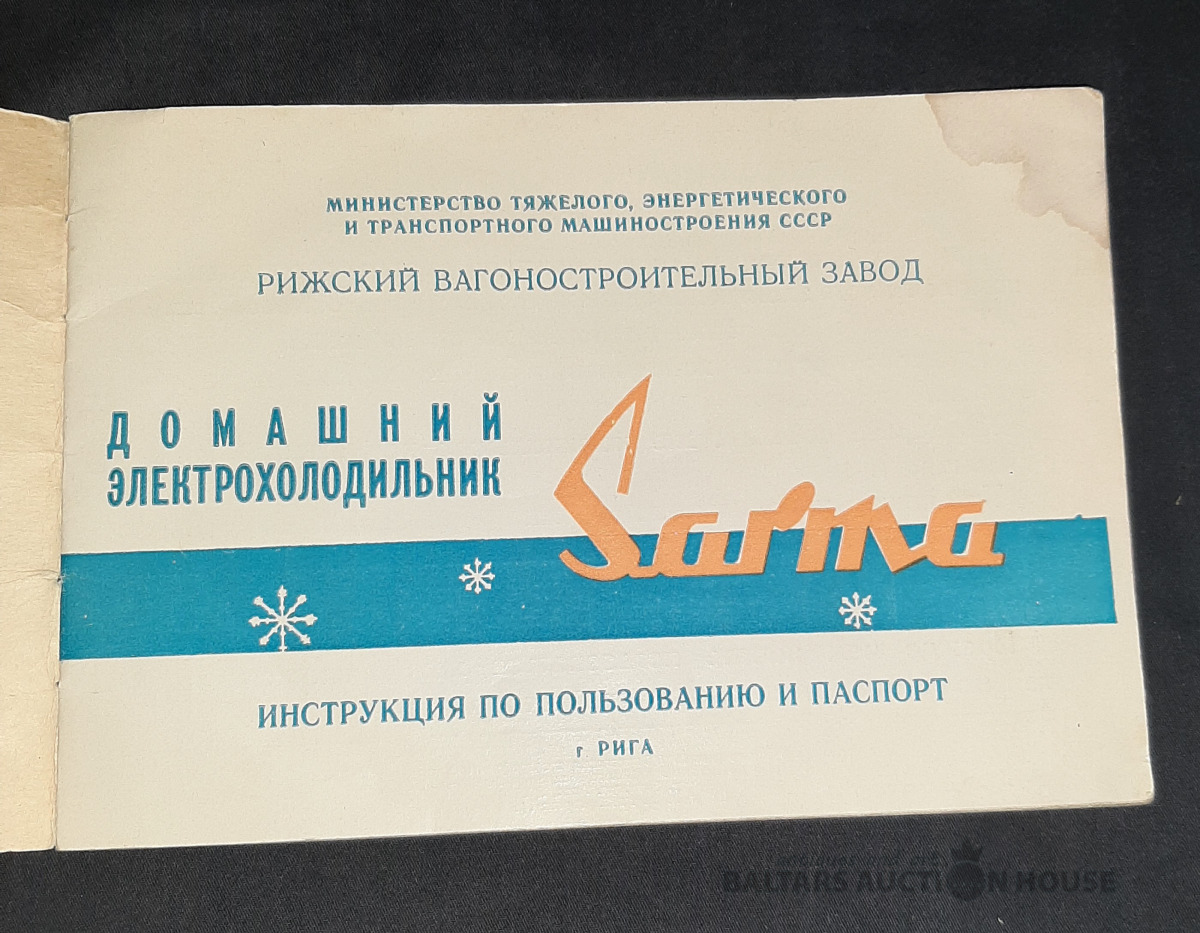 МИНИСТЕРСТВО ТЯЖЕЛОГО, ЭНЕРГЕТИЧЕСКОГО
И ТРАНСПОРТНОГО МАШИНОСТРОЕНИЯ СССР
РИЖСКИЙ ВАГОНОСТРОИТЕЛЬНЫЙ ЗАВОД
ДОМАШНИЙ
ЭЛЕКТРОХОЛОДИЛЬНИК
Sarma
ИНСТРУКЦИЯ ПО ПОЛЬЗОВАНИЮ И ПАСПОРТ
г РИГА
BALTARS AUCTION HOUSE